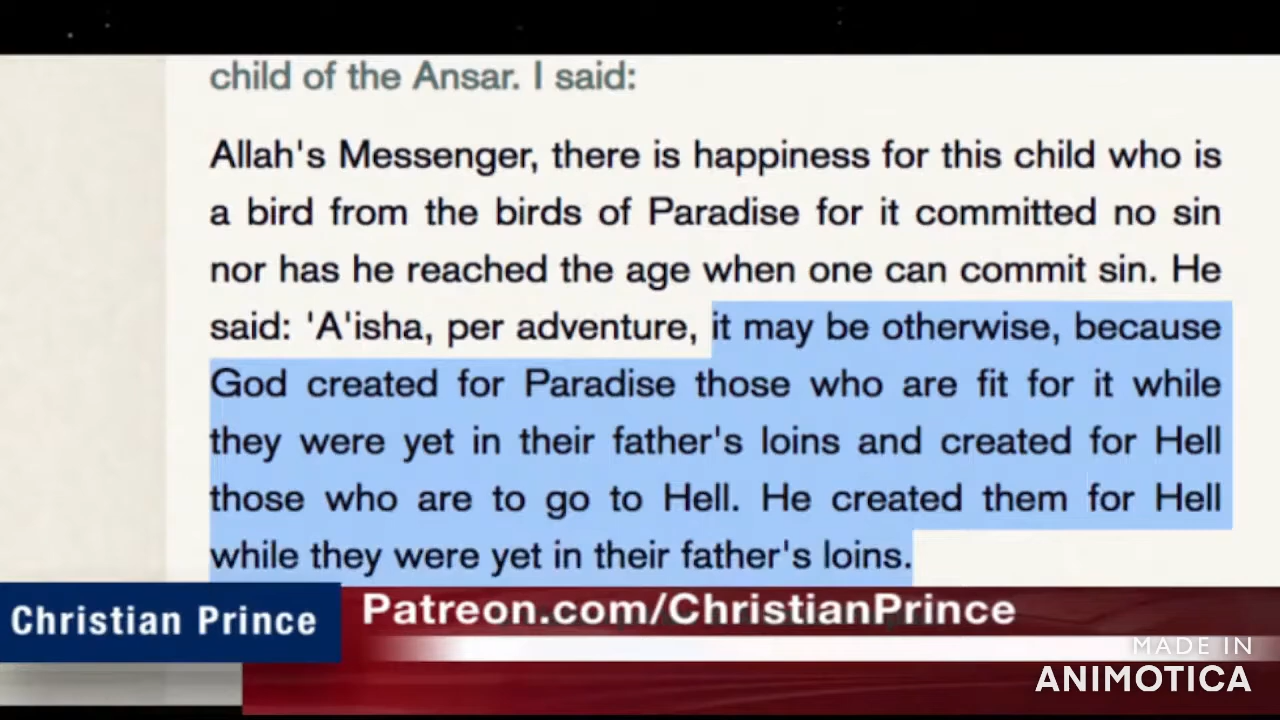 child of the Ansar. I said:
Allah's Messenger, there is happiness for this child who is
a bird from the birds of Paradise for it committed no sin
nor has he reached the age when one can commit sin. He
said: 'A'isha, per adventure, it may be otherwise, because
God created for Paradise those who are fit for it while
they were yet in their father's loins and created for Hell
those who are to go to Hell. He created them for Hell
while they were yet in their father's loins.
Christian Prince
Patreon.com/ChristianPrince
MADE IN
ANIMOTICA